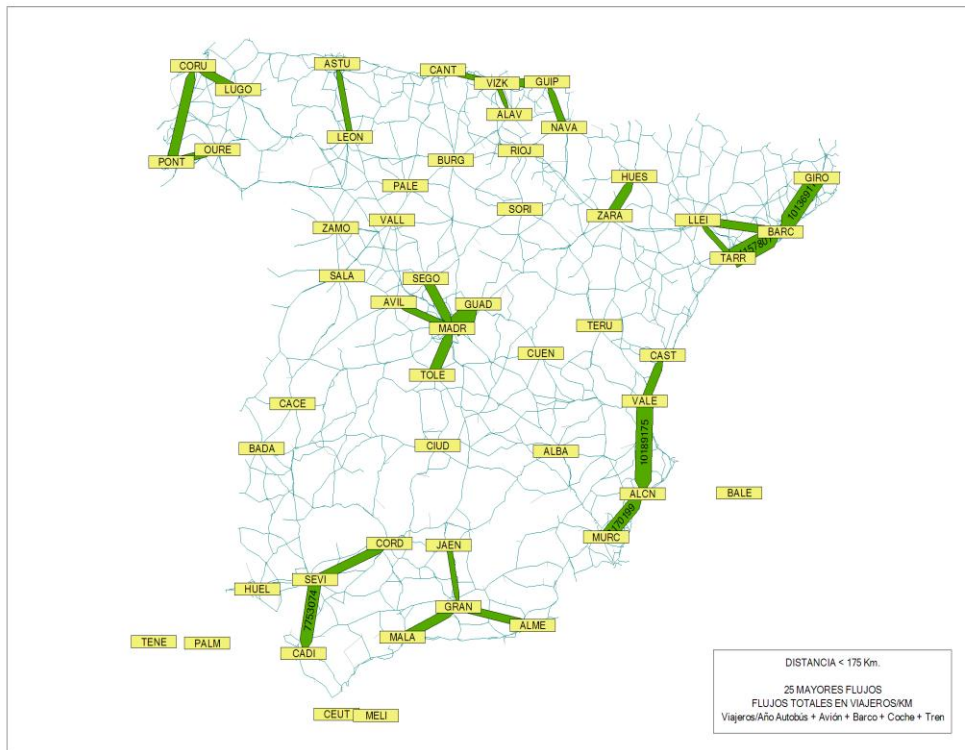 ASTU
CORU
CANT
VIZK
GUIP
LUGO
ALAV
NAVA
LEON
OURE
RIOJ
PONT
BURG
HUES
GIRO
PALE
SORI
ZARA
LLEI
VALL
ZAMO
BARC
TARR
SALA
SEGO
AVIL
GUAD
MADR
TERU
CUEN
CAST
TOLE
CACE
VALE
10189175
BADA
CIUD
ALBA
ALCN
BALE
MURC
CORD
JAEN
SEVI
HUEL
7753074
GRAN
ALME
MALA
TENE
PALM
CADI
CEUT
MELI
DISTANCIA < 175 Km.
25 MAYORES FLUJOS
FLUJOS TOTALES EN VIAJEROS/KM
Viajeros/Año Autobús + Avión + Barco + Coche + Tren